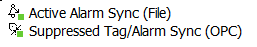 Active Alarm Sync (File)
Suppressed Tag/Alarm Sync (OPC)